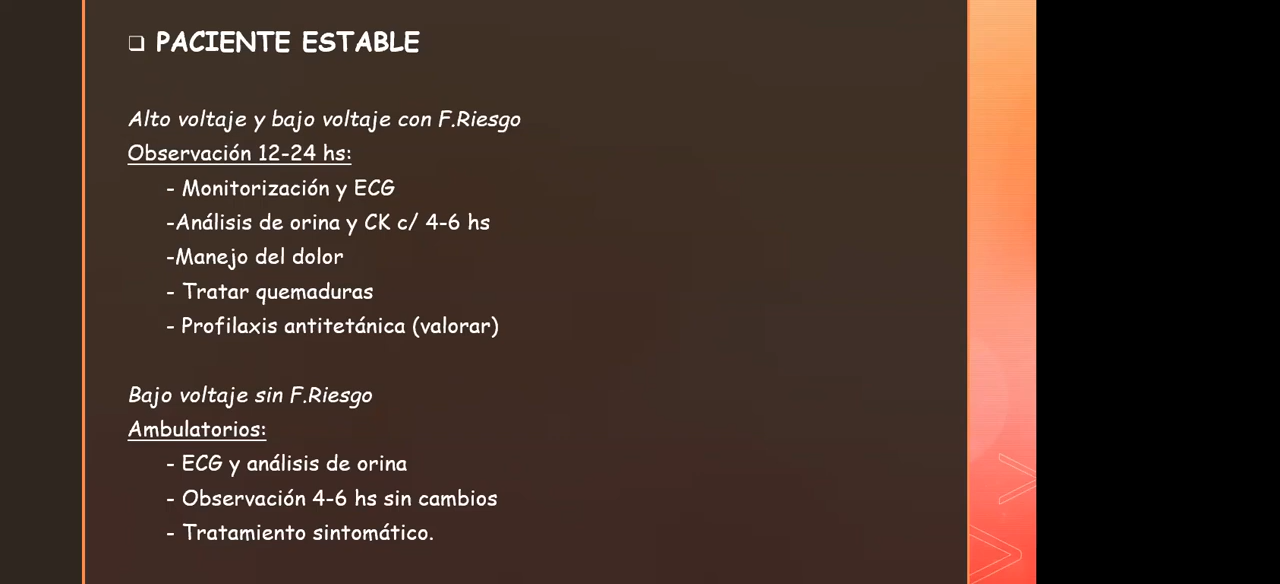 ❑ PACIENTE ESTABLE
Alto voltaje y bajo voltaje con F.Riesgo
Observación 12-24 hs:
- Monitorización y ECG
-Análisis de orina y CK c/ 4-6 hs
-Manejo del dolor
- Tratar quemaduras
- Profilaxis antitetánica (valorar)
Bajo voltaje sin F.Riesgo
Ambulatorios:
- ECG y análisis de orina
- Observación 4-6 hs sin cambios
- Tratamiento sintomático.